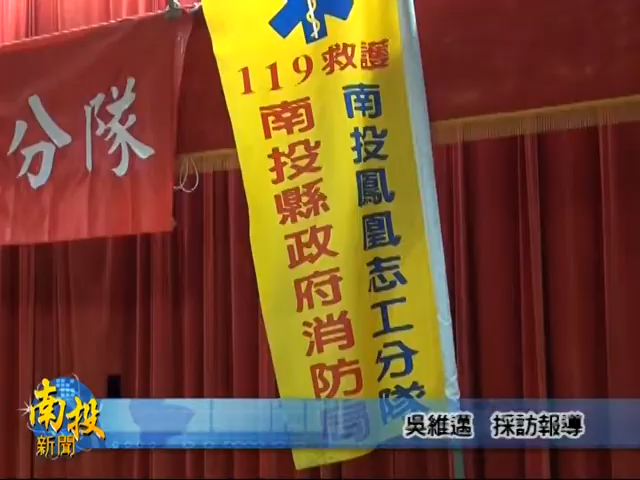 分隊
119救護
南投鳳凰志工分隊
南投縣政府消防局
南投
新聞
吳維邁 採訪報導